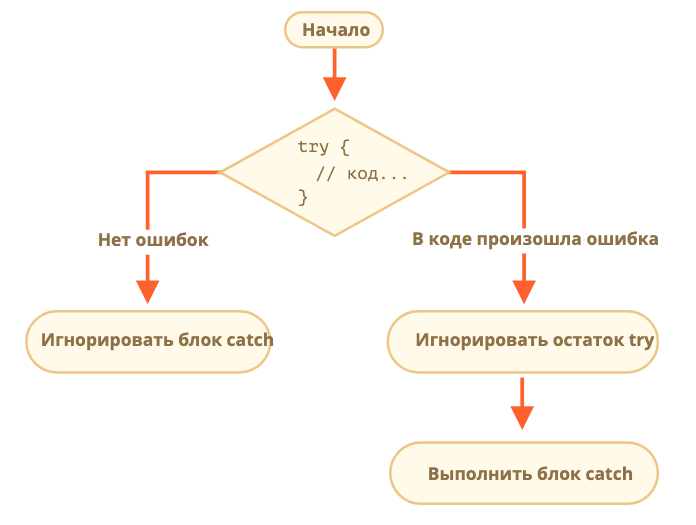 Начало
try {
// код...
}
Нет ошибок
В коде произошла ошибка
Игнорировать блок catch
Игнорировать остаток try
Выполнить блок catch